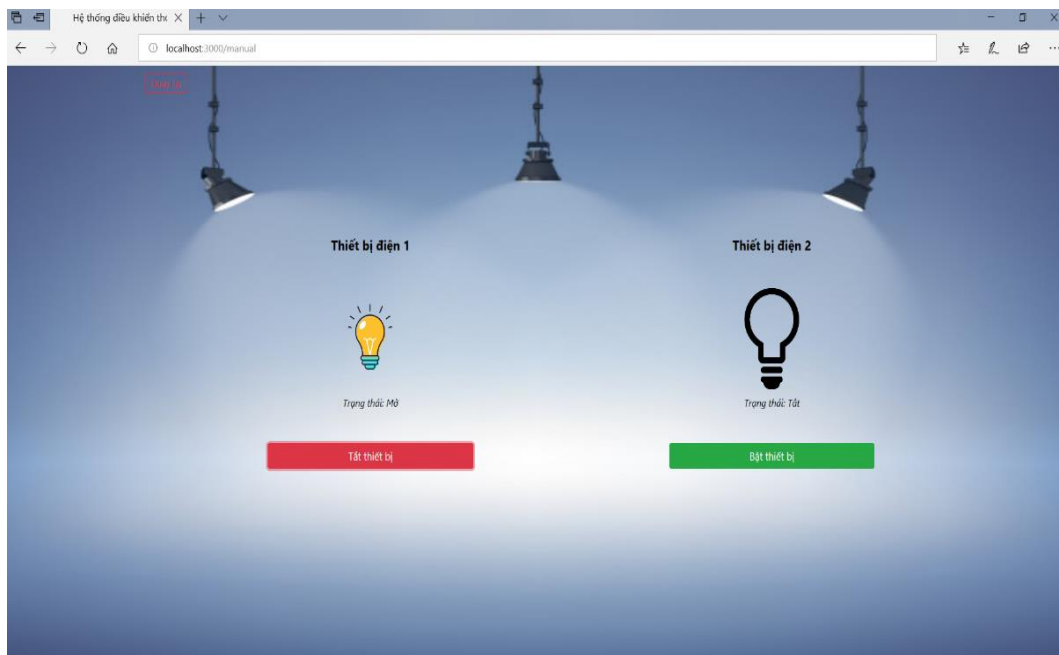 Hệ thống điều khiển thc
localhost:3000/manual
Thiết bị điện 1
Thiết bị điện 2
Trạng thái: Mở
Trạng thái: Tắt
Tắt thiết bị
Bật thiết bị